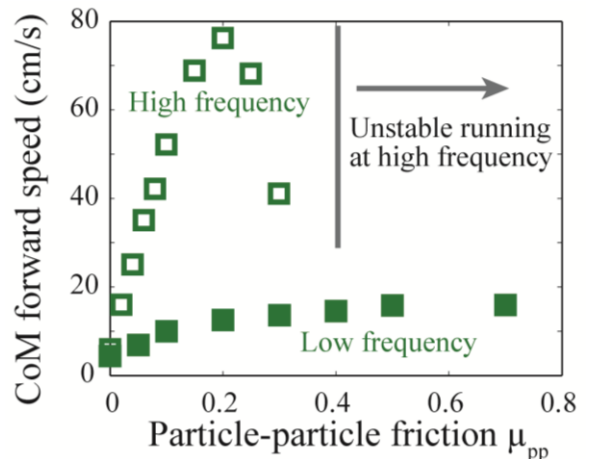 CoM forward speed (cm/s)
80
60
40
20
0
High frequency
Unstable running
at high frequency
Low frequency
0
0.2
0.4
0.6
0.8
Particle-particle friction μpp